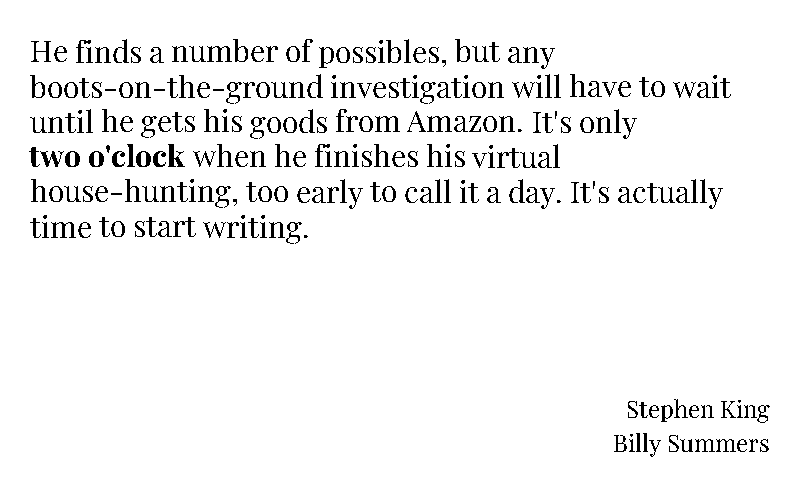 He finds a number of possibles, but any
boots-on-the-ground investigation will have to wait
until he gets his goods from Amazon. It's only
two o'clock when he finishes his virtual
house-hunting, too early to call it a day. It's actually
time to start writing.
Stephen King
Billy Summers